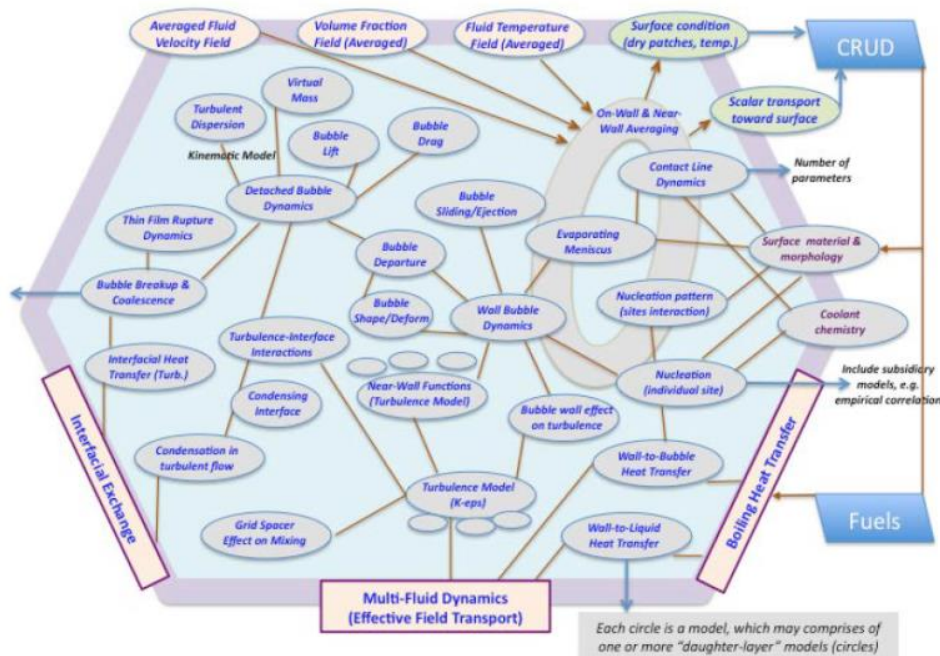 Averaged Fluid
Velocity Field
Volume Fraction
Field (Averaged)
Fluid Temperature
Field (Averaged)
Surface condition
(dry patches, temp.)
CRUD
Virtual
Mass
Turbulent
Dispersion
Bubble
Lift
Bubble
Drag
On-Wall & Near-
Wall Averaging
Scalar transport
toward surface
Kinematic Model
Detached Bubble
Dynamics
Contact Line
Dynamics
Number of
parameters
Thin Film Rupture
Dynamics
Bubble
Sliding/Ejection
Evaporating
Meniscus
Surface material &
morphology
Bubble
Departure
Bubble Breakup &
Coalescence
Bubble
Shape/Deform
Wall Bubble
Dynamics
Nucleation pattern
(sites interaction)
Coolant
chemistry
Turbulence-Interface
Interactions
Interfacial Heat
Transfer (Turb.)
Near-Wall Functions
(Turbulence Model)
Nucleation
(individual site)
Include subsidiary
models, e.g.
empirical correlation
Condensing
Interface
Bubble wall effect
on turbulence
Interfacial Exchange
Condensation in
turbulent flow
Wall-to-Bubble
Heat Transfer
Boiling Heat Transfer
Turbulence Model
(K-eps)
Fuels
Grid Spacer
Effect on Mixing
Wall-to-Liquid
Heat Transfer
Multi-Fluid Dynamics
(Effective Field Transport)
Each circle is a model, which may comprises of
one or more "daughter-layer" models (circles)